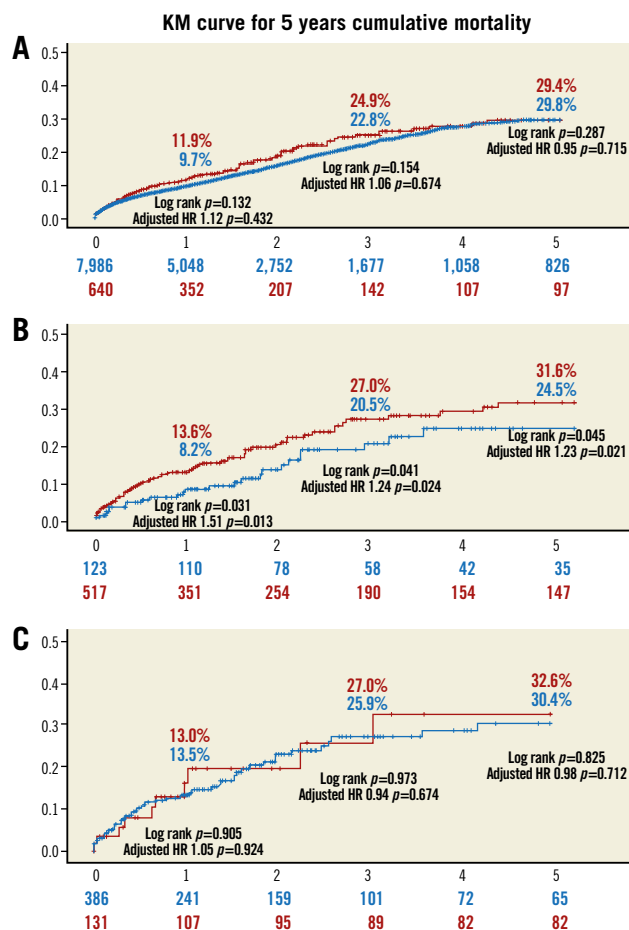 KM curve for 5 years cumulative mortality
A
0.5
0.4
0.3
0.2
0.1
0.0
11.9%
9.7%
24.9%
22.8%
29.4%
29.8%
Log rank p=0.132
Adjusted HR 1.12 p=0.432
Log rank p=0.154
Adjusted HR 1.06 p=0.674
Log rank p=0.287
Adjusted HR 0.95 p=0.715
0 1 2 3 4 5
7,986 5,048 2,752 1,677 1,058 826
640 352 207 142 107 97
B
0.5
0.4
0.3
0.2
0.1
0.0
13.6%
8.2%
27.0%
20.5%
31.6%
24.5%
Log rank p=0.031
Adjusted HR 1.51 p=0.013
Log rank p=0.041
Adjusted HR 1.24 p=0.024
Log rank p=0.045
Adjusted HR 1.23 p=0.021
0 1 2 3 4 5
123 110 78 58 42 35
517 351 254 190 154 147
C
0.5
0.4
0.3
0.2
0.1
0.0
13.0%
13.5%
27.0%
25.9%
32.6%
30.4%
Log rank p=0.905
Adjusted HR 1.05 p=0.924
Log rank p=0.973
Adjusted HR 0.94 p=0.674
Log rank p=0.825
Adjusted HR 0.98 p=0.712
0 1 2 3 4 5
386 241 159 101 72 65
131 107 95 89 82 82